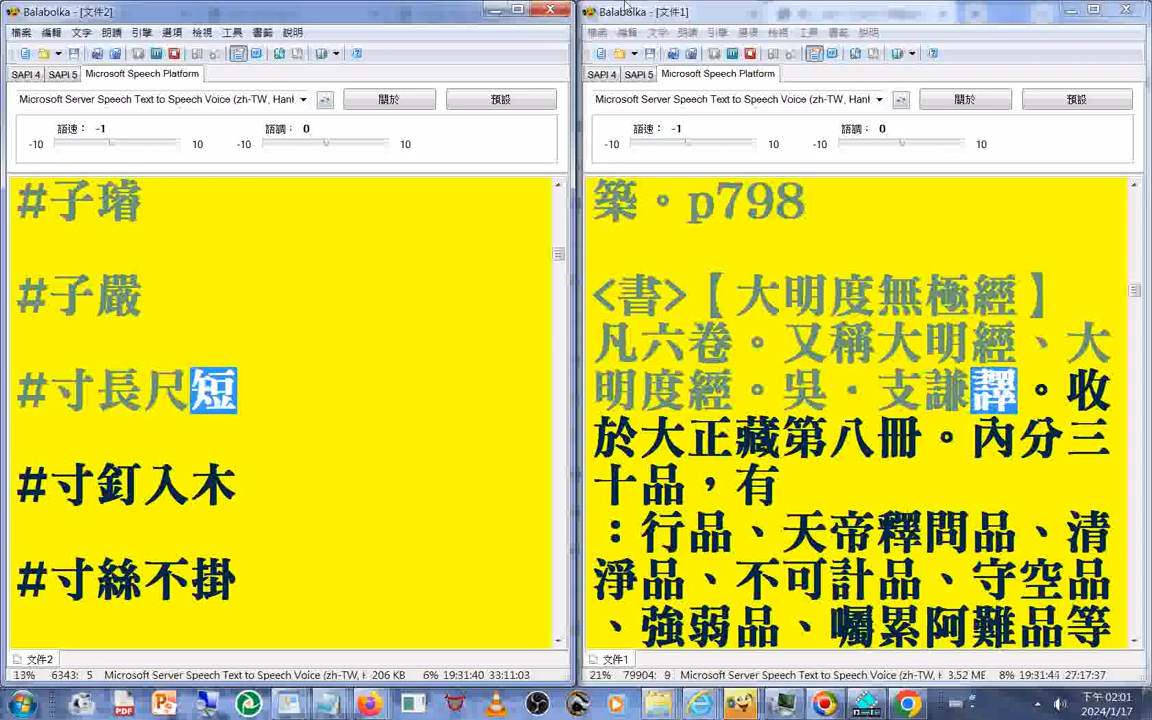 Balabolka - [文件2]
檔案 編輯 文字 朗讀 引擎 選項 檢視 工具 書籤 說明
SAPI 4 SAPI 5 Microsoft Speech Platform
Microsoft Server Speech Text to Speech Voice (zh-TW, Hanl
關於 預設
語速： -1 語調： 0
-10 10 -10 10
#子璿
#子嚴
#寸長尺短
#寸釘入木
#寸絲不掛
文件2
13% 6343: 5 Microsoft Server Speech Text to Speech Voice (zh-TW, H 206 KB 6% 19:31:40 33:11:03
Balabolka - [文件1]
檔案 編輯 文字 朗讀 引擎 選項 檢視 工具 書籤 說明
SAPI 4 SAPI 5 Microsoft Speech Platform
Microsoft Server Speech Text to Speech Voice (zh-TW, Hanl
關於 預設
語速： -1 語調： 0
-10 10 -10 10
築。p798
<書>【大明度無極經】
凡六卷。又稱大明經、大
明度經。吳．支謙譯。收
於大正藏第八冊。內分三
十品，有
：行品、天帝釋問品、清
淨品、不可計品、守空品
、強弱品、囑累阿難品等
文件1
21% 79904: 9 Microsoft Server Speech Text to Speech Voice (zh-TW, H 3.52 ME 8% 19:31:44 27:17:37
下午 02:01
2024/1/17